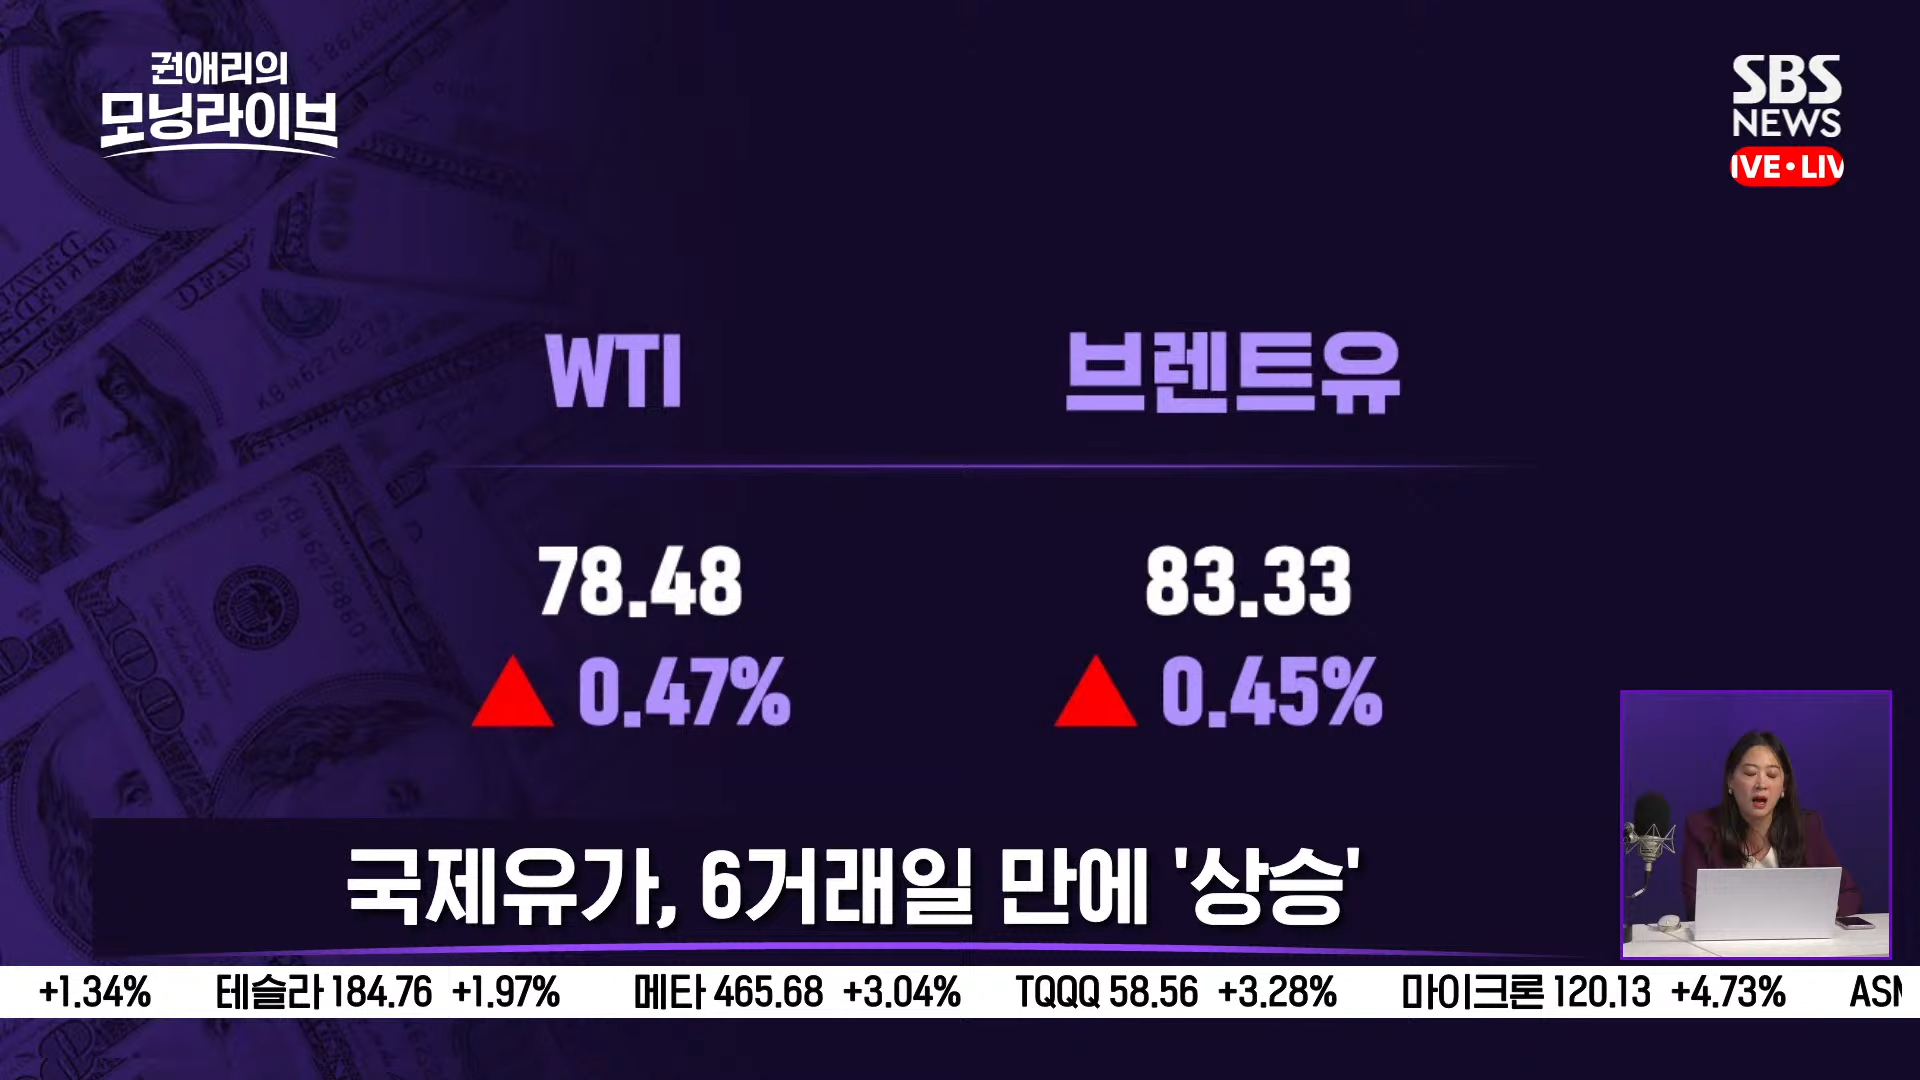 권애리의
모닝라이브
SBS
NEWS
IVE • LIV
WTI
브렌트유
78.48
83.33
▲ 0.47%
▲ 0.45%
국제유가, 6거래일 만에 '상승'
+1.34% 테슬라 184.76 +1.97% 메타 465.68 +3.04% TQQQ 58.56 +3.28% 마이크론 120.13 +4.73%